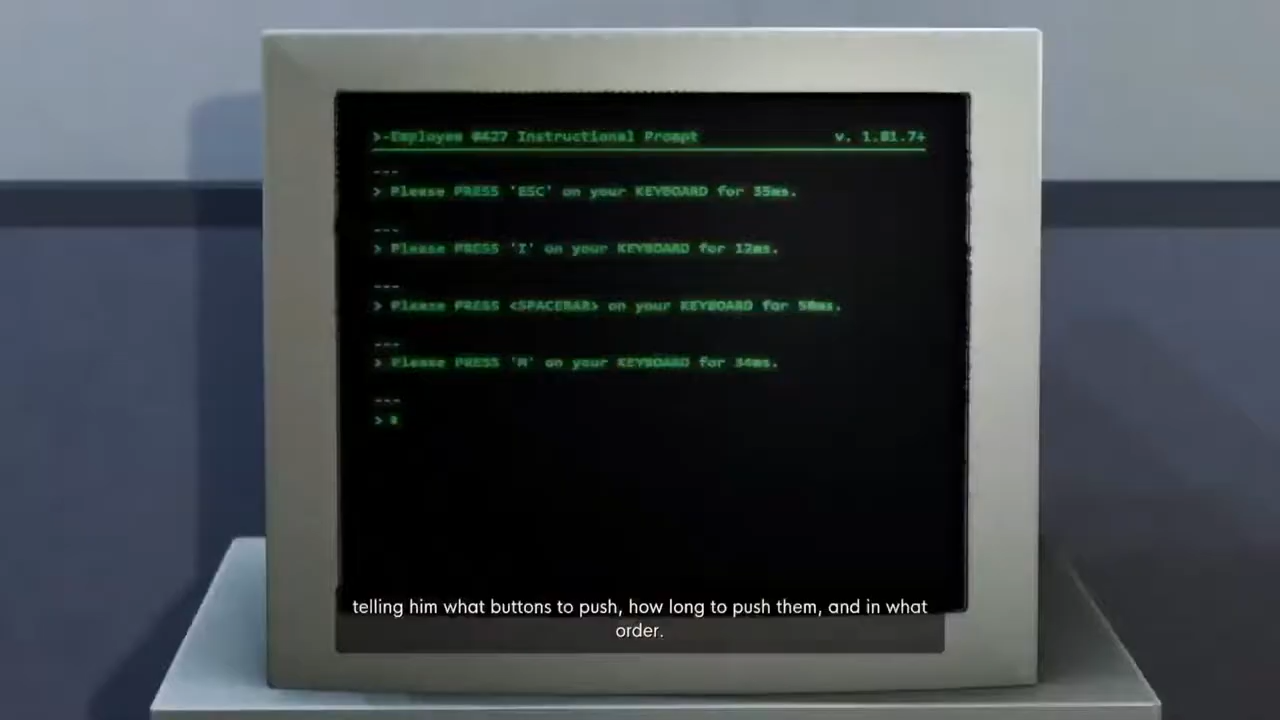 >-Employee #427 Instructional Prompt v. 1.01.7+
---
> Please PRESS 'ESC' on your KEYBOARD for 35ms.
---
> Please PRESS 'I' on your KEYBOARD for 12ms.
---
> Please PRESS <SPACEBAR> on your KEYBOARD for 50ms.
---
> Please PRESS 'M' on your KEYBOARD for 34ms.
---
>
telling him what buttons to push, how long to push them, and in what
order.